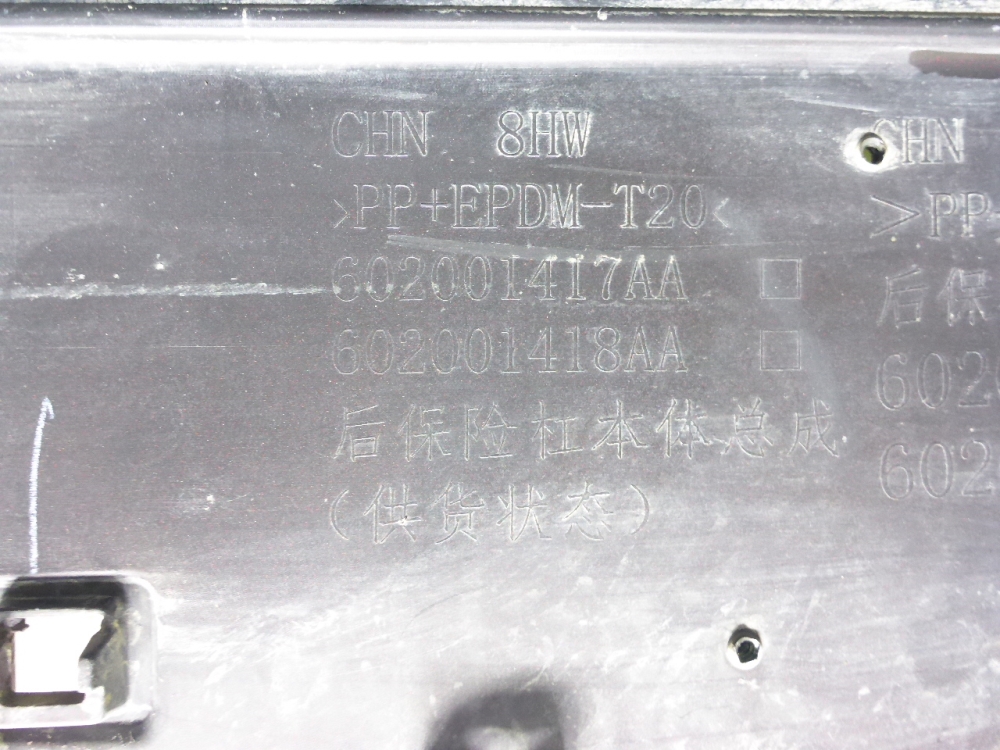 CHN 8HW
>PP+EPDM-T20<
602001417AA □
602001418AA □
后保险杠本体总成
(供货状态)
CHN
>PP
后保
602
602